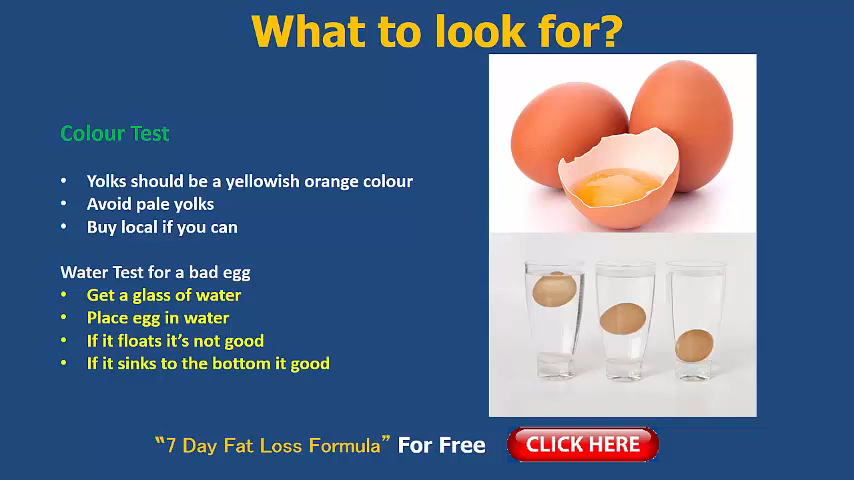 What to look for?
Colour Test
• Yolks should be a yellowish orange colour
• Avoid pale yolks
• Buy local if you can
Water Test for a bad egg
• Get a glass of water
• Place egg in water
• If it floats it’s not good
• If it sinks to the bottom it good
“7 Day Fat Loss Formula” For Free CLICK HERE